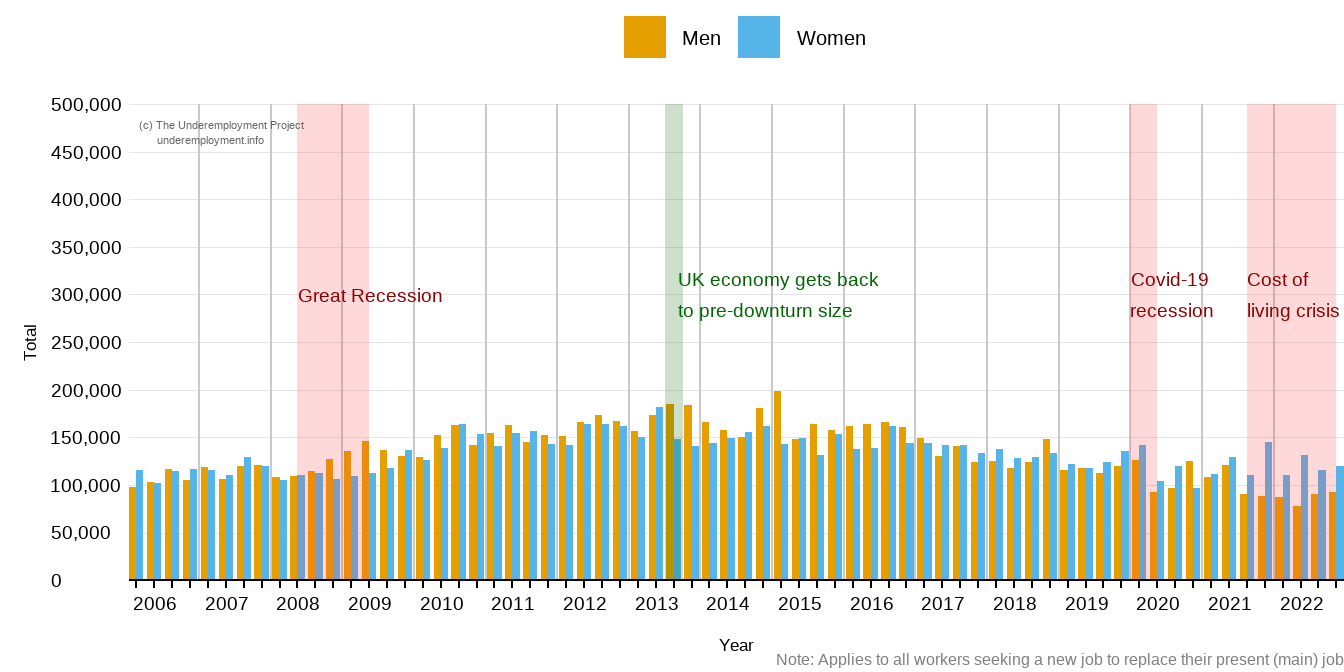 Men Women
500,000
(c) The Underemployment Project
underemployment.info
450,000
400,000
350,000
300,000
250,000
200,000
150,000
100,000
50,000
0
Total
Great Recession
UK economy gets back
to pre-downturn size
Covid-19
recession
Cost of
living crisis
2006 2007 2008 2009 2010 2011 2012 2013 2014 2015 2016 2017 2018 2019 2020 2021 2022
Year
Note: Applies to all workers seeking a new job to replace their present (main) job